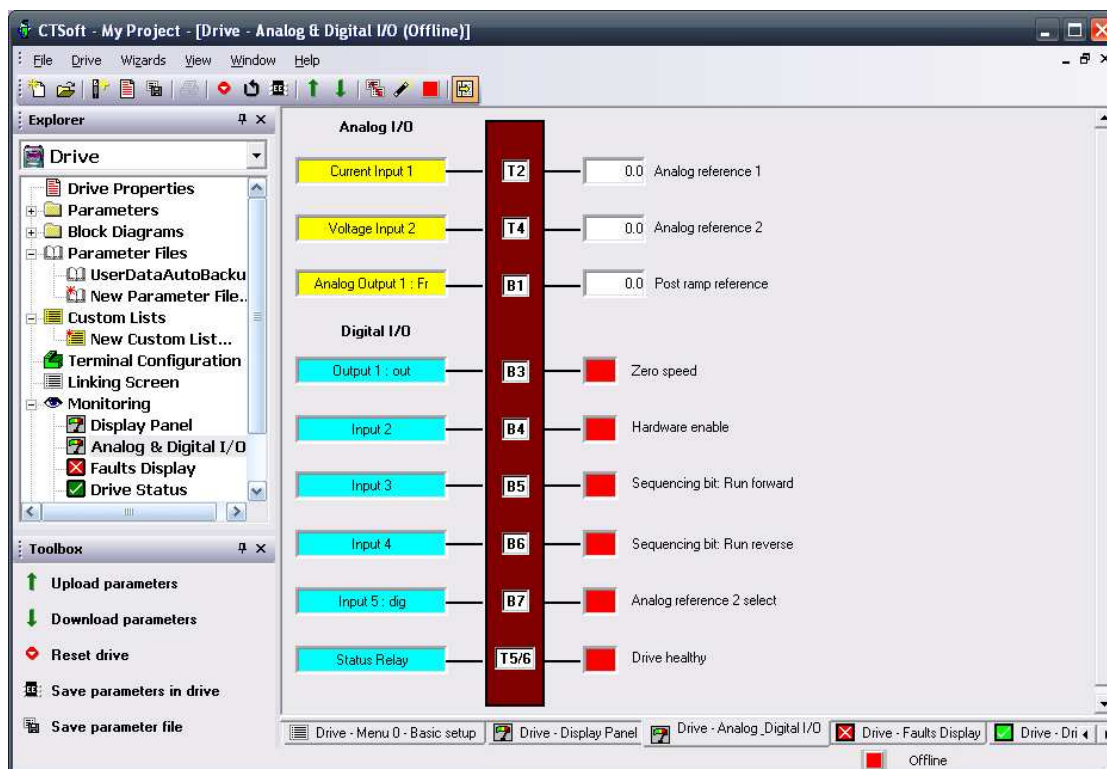 CTSoft - My Project - [Drive - Analog & Digital I/O (Offline)]
File Drive Wizards View Window Help
Explorer
Drive
Drive Properties
Parameters
Block Diagrams
Parameter Files
UserDataAutoBacku
New Parameter File..
Custom Lists
New Custom List...
Terminal Configuration
Linking Screen
Monitoring
Display Panel
Analog & Digital I/O
Faults Display
Drive Status
Toolbox
Upload parameters
Download parameters
Reset drive
Save parameters in drive
Save parameter file
Analog I/O
Current Input 1 T2 0.0 Analog reference 1
Voltage Input 2 T4 0.0 Analog reference 2
Analog Output 1 : Fr B1 0.0 Post ramp reference
Digital I/O
Output 1 : out B3 Zero speed
Input 2 B4 Hardware enable
Input 3 B5 Sequencing bit: Run forward
Input 4 B6 Sequencing bit: Run reverse
Input 5 : dig B7 Analog reference 2 select
Status Relay T5/6 Drive healthy
Drive - Menu 0 - Basic setup Drive - Display Panel Drive - Analog_Digital I/O Drive - Faults Display Drive - Dri
Offline